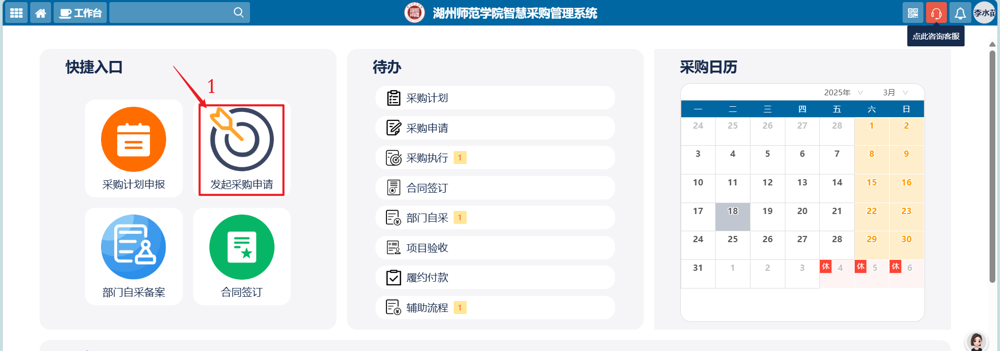 工作台
湖州师范学院智慧采购管理系统
李水苗
点此咨询客服
快捷入口
1
采购计划申报
发起采购申请
部门自采备案
合同签订
待办
采购计划
采购申请
采购执行 1
合同签订
部门自采 1
项目验收
履约付款
辅助流程 1
采购日历
2025年 3月
一 二 三 四 五 六 日
24 25 26 27 28 1 2
3 4 5 6 7 8 9
10 11 12 13 14 15 16
17 18 19 20 21 22 23
24 25 26 27 28 29 30
31 1 2 3 休 4 休 5 休 6